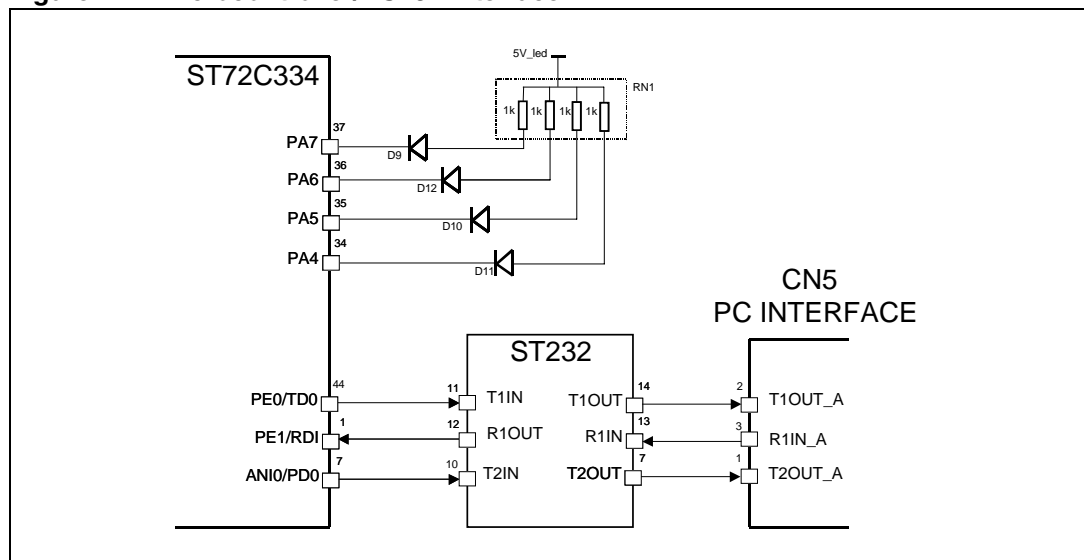 5V_led
ST72C334
RN1
1k 1k 1k 1k
37
PA7
D9
36
PA6
D12
35
PA5
D10
34
PA4
D11
CN5
PC INTERFACE
ST232
44 11 14 2
PE0/TD0 T1IN T1OUT T1OUT_A
1 12 13 3
PE1/RDI R1OUT R1IN R1IN_A
7 10 7 1
ANI0/PD0 T2IN T2OUT T2OUT_A